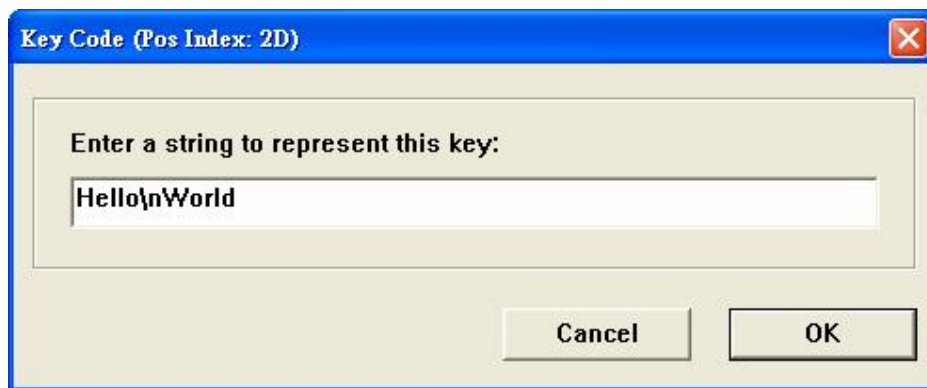 Key Code (Pos Index: 2D)
Enter a string to represent this key:
Hello\nWorld
Cancel OK